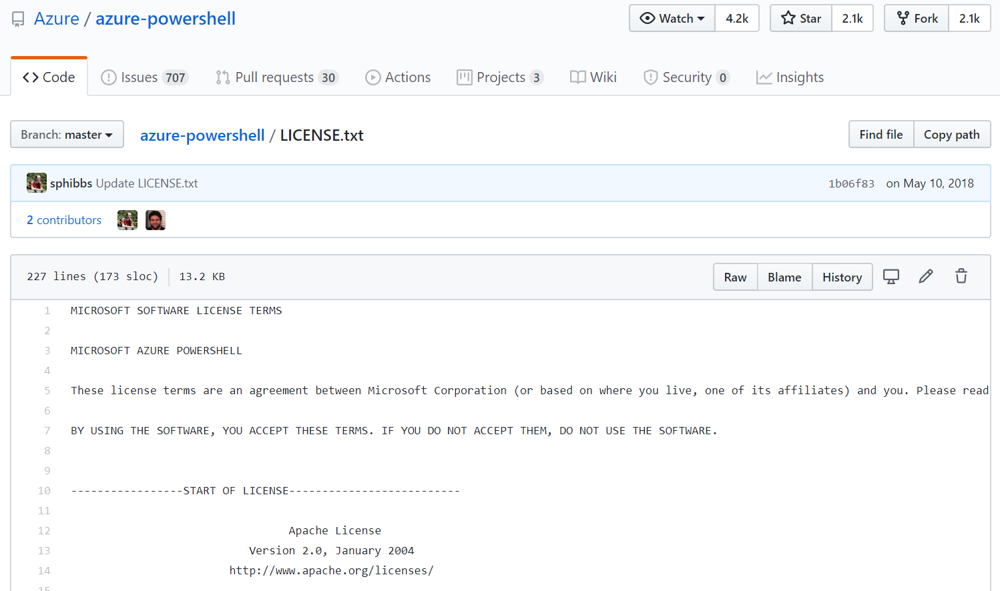 Azure / azure-powershell
Watch 4.2k Star 2.1k Fork 2.1k
Code Issues 707 Pull requests 30 Actions Projects 3 Wiki Security 0 Insights
Branch: master azure-powershell / LICENSE.txt Find file Copy path
sphibbs Update LICENSE.txt 1b06f83 on May 10, 2018
2 contributors
227 lines (173 sloc) 13.2 KB Raw Blame History
1 MICROSOFT SOFTWARE LICENSE TERMS
2
3 MICROSOFT AZURE POWERSHELL
4
5 These license terms are an agreement between Microsoft Corporation (or based on where you live, one of its affiliates) and you. Please read
6
7 BY USING THE SOFTWARE, YOU ACCEPT THESE TERMS. IF YOU DO NOT ACCEPT THEM, DO NOT USE THE SOFTWARE.
8
9
10 -----------------START OF LICENSE--------------------------
11
12 Apache License
13 Version 2.0, January 2004
14 http://www.apache.org/licenses/
15